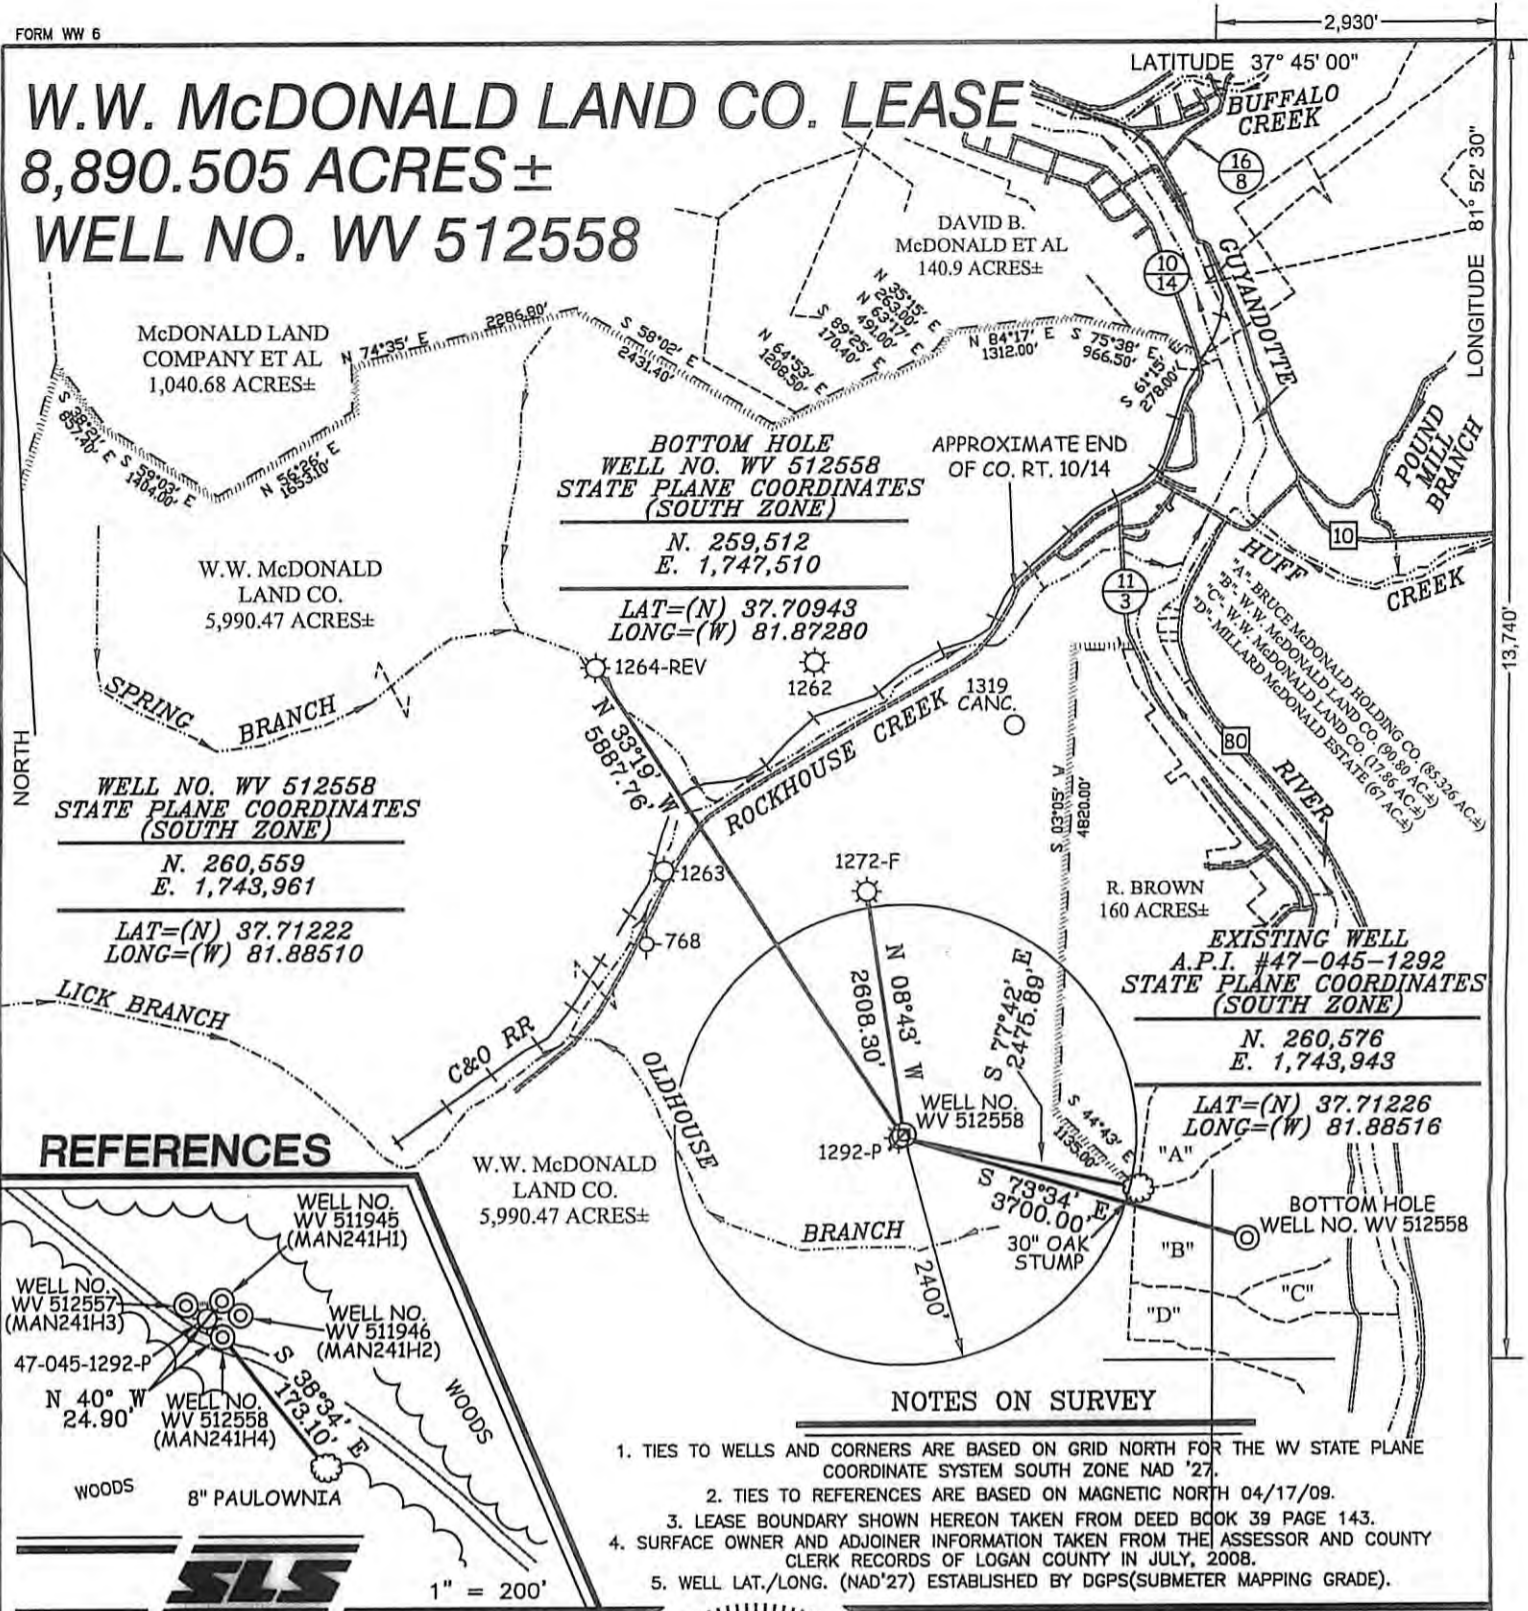 FORM WW 6
2,930'
LATITUDE 37° 45' 00"
W.W. McDONALD LAND CO. LEASE
8,890.505 ACRES±
WELL NO. WV 512558
BUFFALO
CREEK
16
8
LONGITUDE 81° 52' 30"
13,740'
DAVID B.
McDONALD ET AL
140.9 ACRES±
10
14
GUYANDOTTE
McDONALD LAND
COMPANY ET AL
1,040.68 ACRES±
N 74°35' E
2286.80'
S 58°02' E
2431.40'
N 64°53' E
1208.50'
S 89°25' E
170.40'
N 63°17' E
491.00'
N 35°15' E
263.00'
N 84°17' E
1312.00'
S 75°38' E
966.50'
S 61°15' E
278.00'
S 38°21' E
857.40'
S 59°03' E
1404.00'
N 56°26' E
1653.10'
BOTTOM HOLE
WELL NO. WV 512558
STATE PLANE COORDINATES
(SOUTH ZONE)
N. 259,512
E. 1,747,510
LAT=(N) 37.70943
LONG=(W) 81.87280
APPROXIMATE END
OF CO. RT. 10/14
POUND
MILL
BRANCH
10
HUFF
CREEK
11
3
"A"- BRUCE McDONALD HOLDING CO. (85.326 AC.±)
"B"- W.W. McDONALD LAND CO. (90.80 AC.±)
"C"- W.W. McDONALD LAND CO. (17.86 AC.±)
"D"- MILLARD McDONALD ESTATE (67 AC.±)
W.W. McDONALD
LAND CO.
5,990.47 ACRES±
1264-REV
1262
1319
CANC.
SPRING
BRANCH
NORTH
N 33°19' W
5887.76'
ROCKHOUSE CREEK
S 03°05' W
4820.00'
80
RIVER
WELL NO. WV 512558
STATE PLANE COORDINATES
(SOUTH ZONE)
N. 260,559
E. 1,743,961
LAT=(N) 37.71222
LONG=(W) 81.88510
1263
1272-F
768
R. BROWN
160 ACRES±
EXISTING WELL
A.P.I. #47-045-1292
STATE PLANE COORDINATES
(SOUTH ZONE)
N. 260,576
E. 1,743,943
LAT=(N) 37.71226
LONG=(W) 81.88516
LICK BRANCH
C&O RR
OLDHOUSE
BRANCH
N 08°43' W
2608.30'
S 77°42' E
2475.89'
WELL NO.
WV 512558
1292-P
S 44°43' E
1135.00'
S 73°34' E
3700.00'
30" OAK
STUMP
2400'
"A"
"B"
"C"
"D"
BOTTOM HOLE
WELL NO. WV 512558
W.W. McDONALD
LAND CO.
5,990.47 ACRES±
REFERENCES
WELL NO.
WV 511945
(MAN241H1)
WELL NO.
WV 512557
(MAN241H3)
WELL NO.
WV 511946
(MAN241H2)
47-045-1292-P
N 40° W
24.90'
WELL NO.
WV 512558
(MAN241H4)
S 38°34' E
173.10'
WOODS
WOODS
8" PAULOWNIA
SLS
1" = 200'
NOTES ON SURVEY
1. TIES TO WELLS AND CORNERS ARE BASED ON GRID NORTH FOR THE WV STATE PLANE
COORDINATE SYSTEM SOUTH ZONE NAD '27.
2. TIES TO REFERENCES ARE BASED ON MAGNETIC NORTH 04/17/09.
3. LEASE BOUNDARY SHOWN HEREON TAKEN FROM DEED BOOK 39 PAGE 143.
4. SURFACE OWNER AND ADJOINER INFORMATION TAKEN FROM THE ASSESSOR AND COUNTY
CLERK RECORDS OF LOGAN COUNTY IN JULY, 2008.
5. WELL LAT./LONG. (NAD'27) ESTABLISHED BY DGPS(SUBMETER MAPPING GRADE).